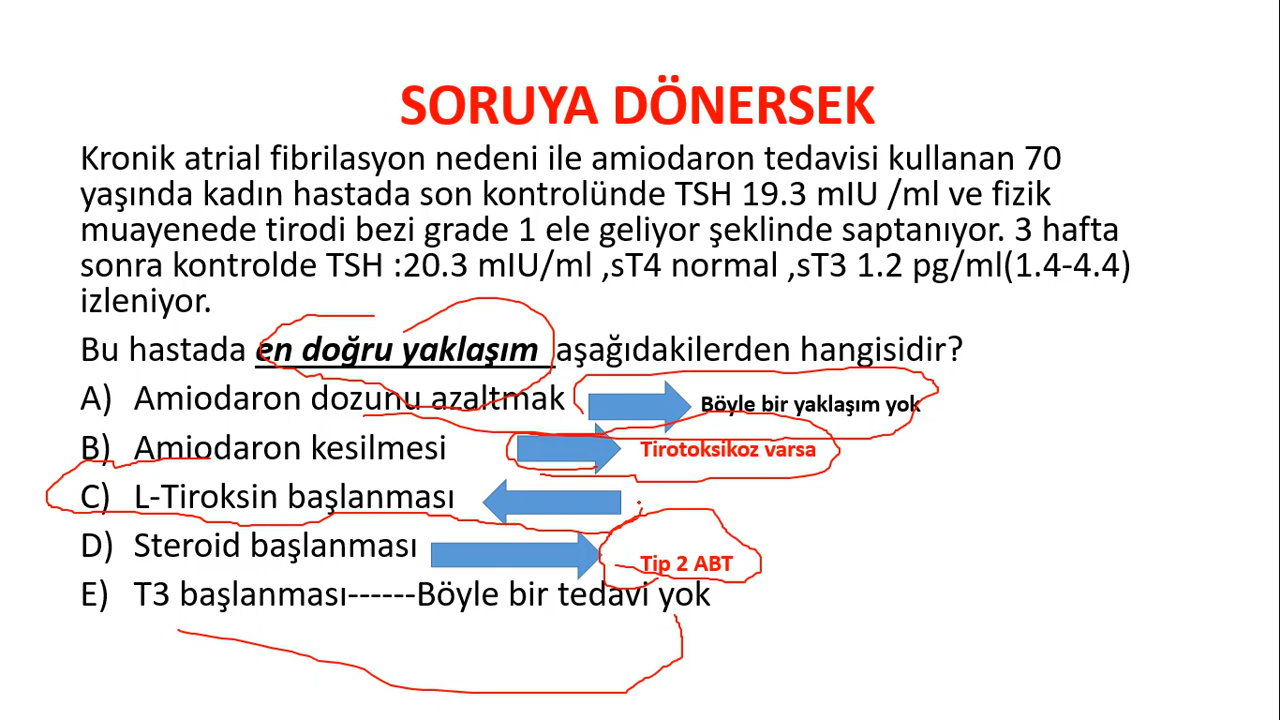 SORUYA DÖNERSEK
Kronik atrial fibrilasyon nedeni ile amiodaron tedavisi kullanan 70
yaşında kadın hastada son kontrolünde TSH 19.3 mIU /ml ve fizik
muayenede tirodi bezi grade 1 ele geliyor şeklinde saptanıyor. 3 hafta
sonra kontrolde TSH :20.3 mIU/ml ,sT4 normal ,sT3 1.2 pg/ml(1.4-4.4)
izleniyor.
Bu hastada en doğru yaklaşım aşağıdakilerden hangisidir?
A) Amiodaron dozunu azaltmak Böyle bir yaklaşım yok
B) Amiodaron kesilmesi Tirotoksikoz varsa
C) L-Tiroksin başlanması
D) Steroid başlanması Tip 2 ABT
E) T3 başlanması------Böyle bir tedavi yok